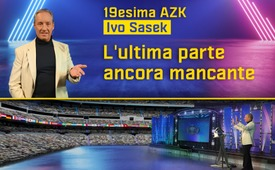 19esima AZK
Ivo Sasek
L'ultima parte
ancora mancante